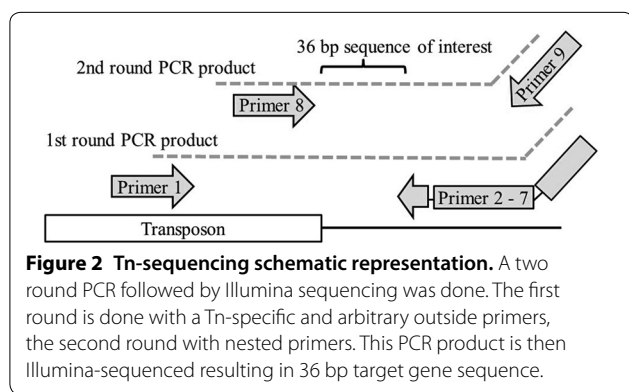 36 bp sequence of interest
2nd round PCR product
Primer 9
Primer 8
1st round PCR product
Primer 1
Primer 2 - 7
Transposon
Figure 2 Tn-sequencing schematic representation. A two
round PCR followed by Illumina sequencing was done. The first
round is done with a Tn-specific and arbitrary outside primers,
the second round with nested primers. This PCR product is then
Illumina-sequenced resulting in 36 bp target gene sequence.